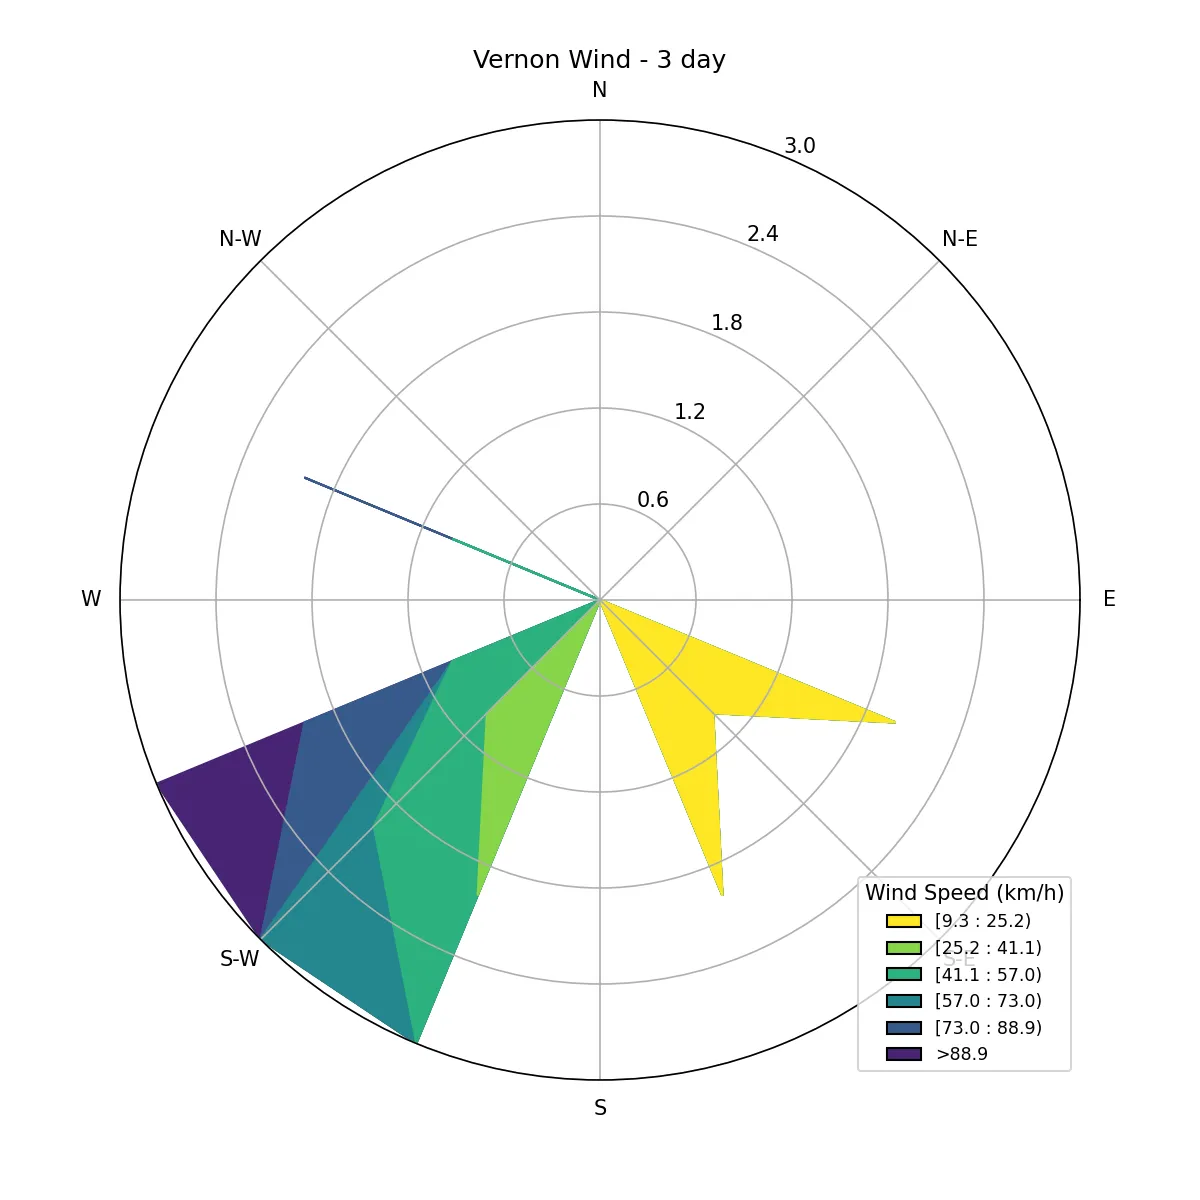 Vernon Wind - 3 day
N
3.0
N-W
N-E
2.4
1.8
1.2
0.6
W
E
S-W
S-E
Wind Speed (km/h)
[9.3 : 25.2)
[25.2 : 41.1)
[41.1 : 57.0)
[57.0 : 73.0)
[73.0 : 88.9)
>88.9
S